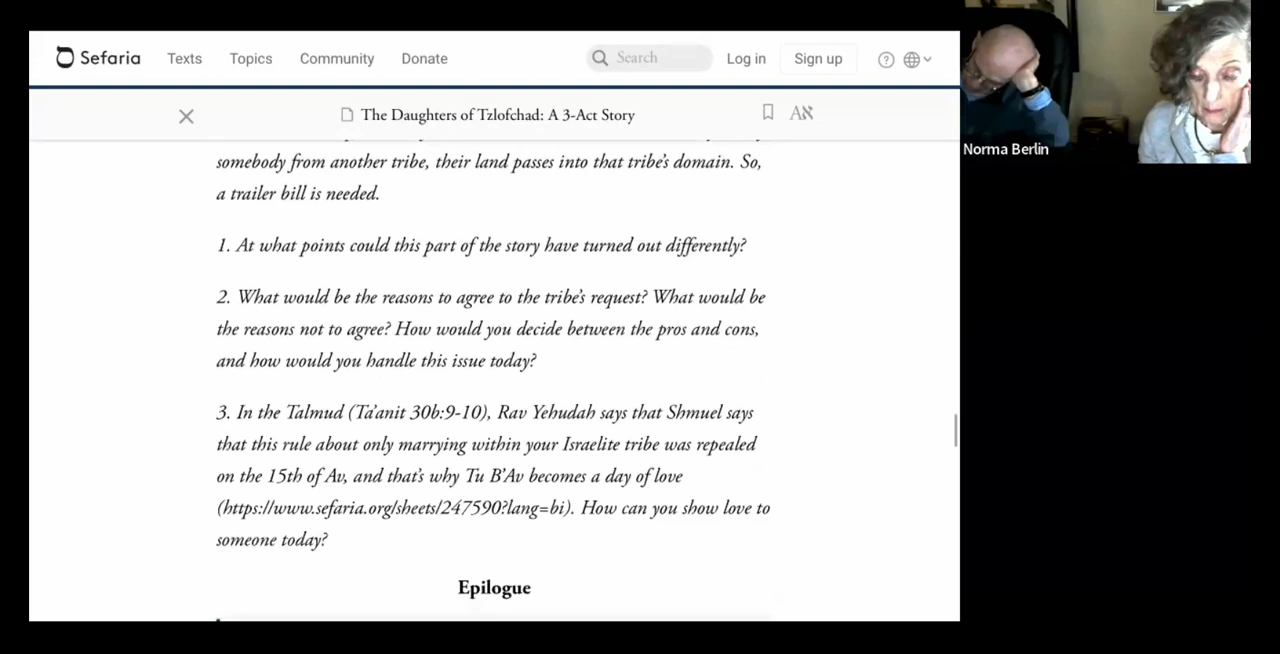 Sefaria Texts Topics Community Donate Search Log in Sign up
The Daughters of Tzlofchad: A 3-Act Story Aא
somebody from another tribe, their land passes into that tribe's domain. So,
a trailer bill is needed.
1. At what points could this part of the story have turned out differently?
2. What would be the reasons to agree to the tribe's request? What would be
the reasons not to agree? How would you decide between the pros and cons,
and how would you handle this issue today?
3. In the Talmud (Ta'anit 30b:9-10), Rav Yehudah says that Shmuel says
that this rule about only marrying within your Israelite tribe was repealed
on the 15th of Av, and that's why Tu B'Av becomes a day of love
(https://www.sefaria.org/sheets/247590?lang=bi). How can you show love to
someone today?
Epilogue
Norma Berlin